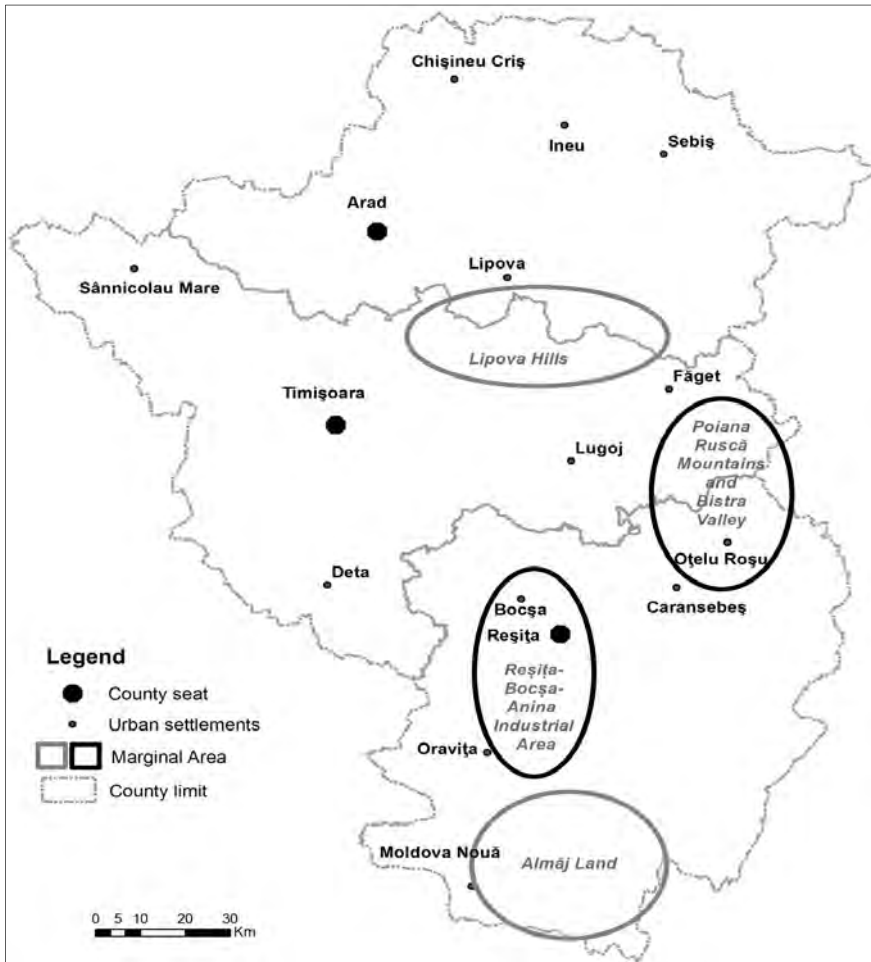 Chişineu Criş
Ineu
Sebiş
Arad
Lipova
Sânnicolau Mare
Lipova Hills
Făget
Timişoara
Poiana
Ruscă
Mountains
and
Bistra
Valley
Lugoj
Oţelu Roşu
Deta
Caransebeş
Bocşa
Reşiţa
Reșița-
Bocșa-
Anina
Industrial
Area
Legend
County seat
Urban settlements
Marginal Area
County limit
Oraviţa
Moldova Nouă
Almăj Land
0 5 10 20 30
Km